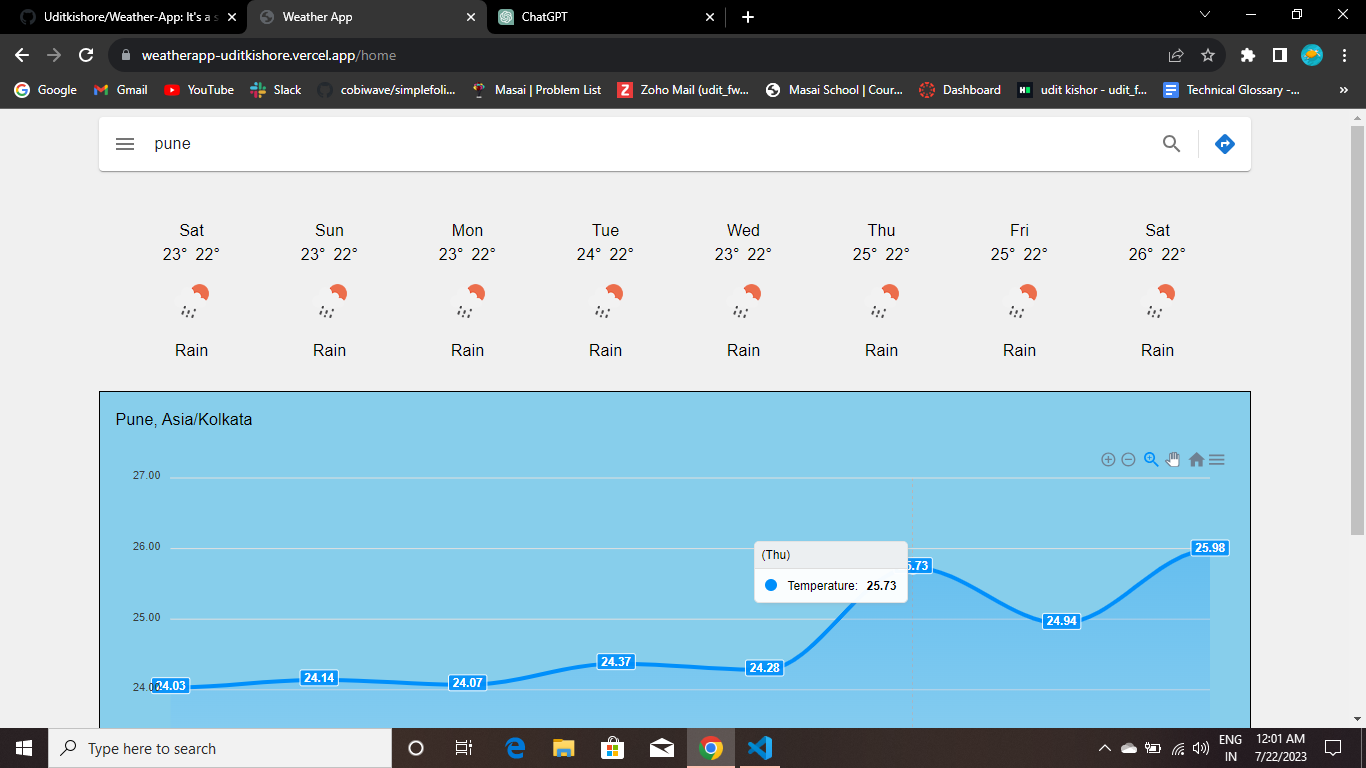 Uditkishore/Weather-App: It's a s
Weather App
ChatGPT
weatherapp-uditkishore.vercel.app/home
Google
Gmail
YouTube
Slack
cobiwave/simplefoli...
Masai | Problem List
Zoho Mail (udit_fw...
Masai School | Cour...
Dashboard
udit kishor - udit_f...
Technical Glossary -...
»
pune
Sat Sun Mon Tue Wed Thu Fri Sat
23° 22° 23° 22° 23° 22° 24° 22° 23° 22° 25° 22° 25° 22° 26° 22°
Rain Rain Rain Rain Rain Rain Rain Rain
Pune, Asia/Kolkata
27.00
26.00
25.00
24.00
(Thu)
Temperature: 25.73
24.03
24.14
24.07
24.37
24.28
5.73
24.94
25.98
Type here to search
ENG
IN
12:01 AM
7/22/2023